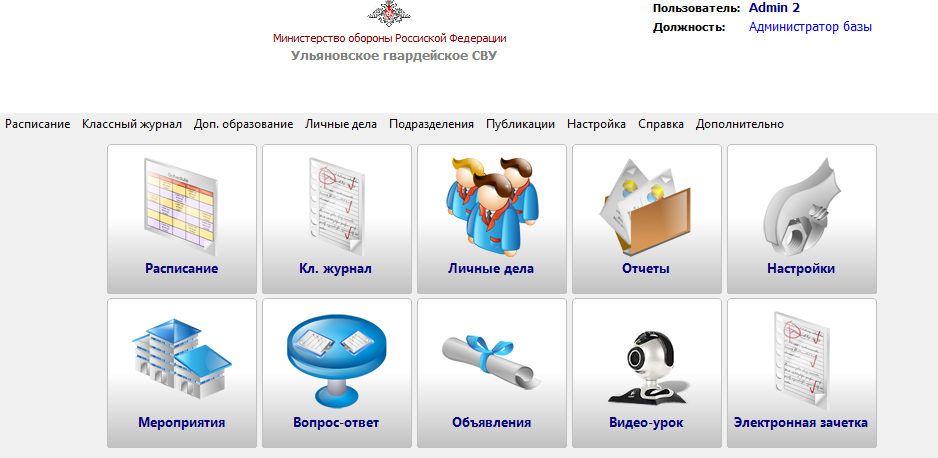 Пользователь: Admin 2
Министерство обороны Российской Федерации
Должность: Администратор базы
Ульяновское гвардейское СВУ
Расписание Классный журнал Доп. образование Личные дела Подразделения Публикации Настройка Справка Дополнительно
Расписание Кл. журнал Личные дела Отчеты Настройки
Мероприятия Вопрос-ответ Объявления Видео-урок Электронная зачетка